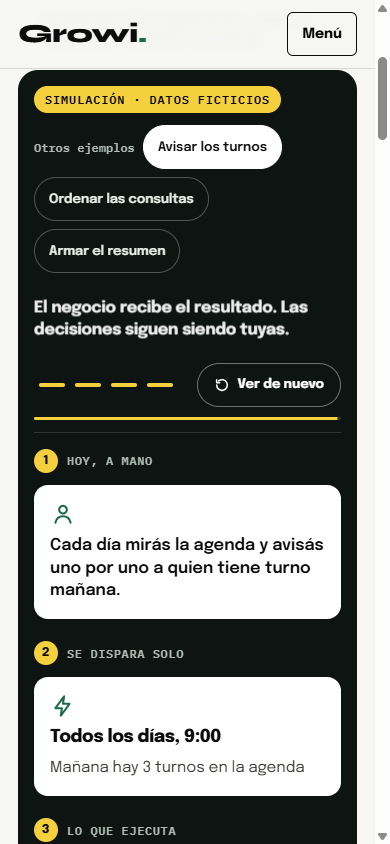 Growi.
Menú
SIMULACIÓN · DATOS FICTICIOS
Otros ejemplos
Avisar los turnos
Ordenar las consultas
Armar el resumen
El negocio recibe el resultado. Las
decisiones siguen siendo tuyas.
Ver de nuevo
1 HOY, A MANO
Cada día mirás la agenda y avisás
uno por uno a quien tiene turno
mañana.
2 SE DISPARA SOLO
Todos los días, 9:00
Mañana hay 3 turnos en la agenda
3 LO QUE EJECUTA